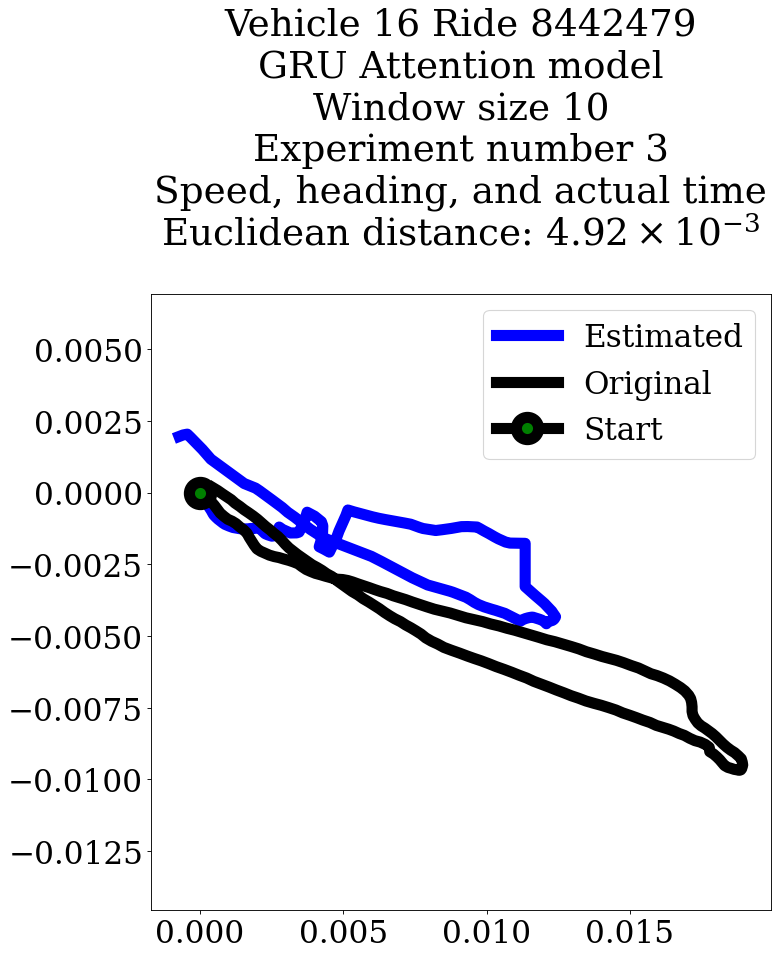 Vehicle 16 Ride 8442479
GRU Attention model
Window size 10
Experiment number 3
Speed, heading, and actual time
Euclidean distance: 4.92 × 10⁻³
Estimated
Original
Start
0.0050
0.0025
0.0000
−0.0025
−0.0050
−0.0075
−0.0100
−0.0125
0.000 0.005 0.010 0.015